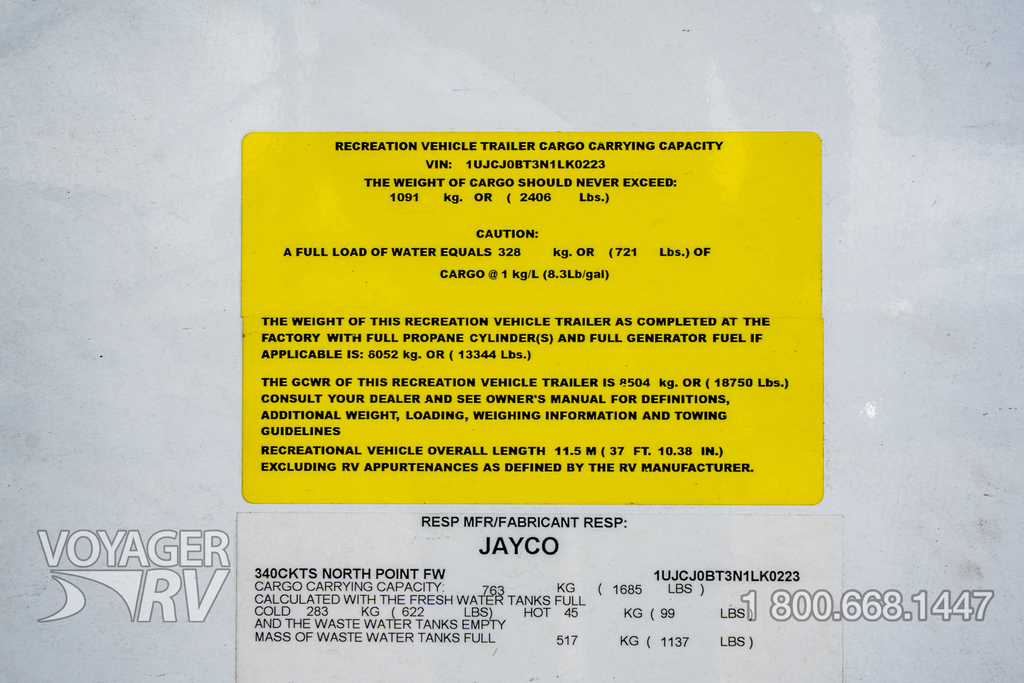 RECREATION VEHICLE TRAILER CARGO CARRYING CAPACITY
VIN: 1UJCJ0BT3N1LK0223
THE WEIGHT OF CARGO SHOULD NEVER EXCEED:
1091 kg. OR ( 2406 Lbs.)
CAUTION:
A FULL LOAD OF WATER EQUALS 328 kg. OR (721 Lbs.) OF
CARGO @ 1 kg/L (8.3Lb/gal)
THE WEIGHT OF THIS RECREATION VEHICLE TRAILER AS COMPLETED AT THE
FACTORY WITH FULL PROPANE CYLINDER(S) AND FULL GENERATOR FUEL IF
APPLICABLE IS: 6052 kg. OR ( 13344 Lbs.)
THE GCWR OF THIS RECREATION VEHICLE TRAILER IS 8504 kg. OR ( 18750 Lbs.)
CONSULT YOUR DEALER AND SEE OWNER'S MANUAL FOR DEFINITIONS,
ADDITIONAL WEIGHT, LOADING, WEIGHING INFORMATION AND TOWING
GUIDELINES
RECREATIONAL VEHICLE OVERALL LENGTH 11.5 M ( 37 FT. 10.38 IN.)
EXCLUDING RV APPURTENANCES AS DEFINED BY THE RV MANUFACTURER.
RESP MFR/FABRICANT RESP:
JAYCO
340CKTS NORTH POINT FW 1UJCJ0BT3N1LK0223
CARGO CARRYING CAPACITY: 763 KG ( 1685 LBS )
CALCULATED WITH THE FRESH WATER TANKS FULL
COLD 283 KG ( 622 LBS) HOT 45 KG ( 99 LBS )
AND THE WASTE WATER TANKS EMPTY
MASS OF WASTE WATER TANKS FULL 517 KG ( 1137 LBS )
VOYAGER
RV
1 800.668.1447